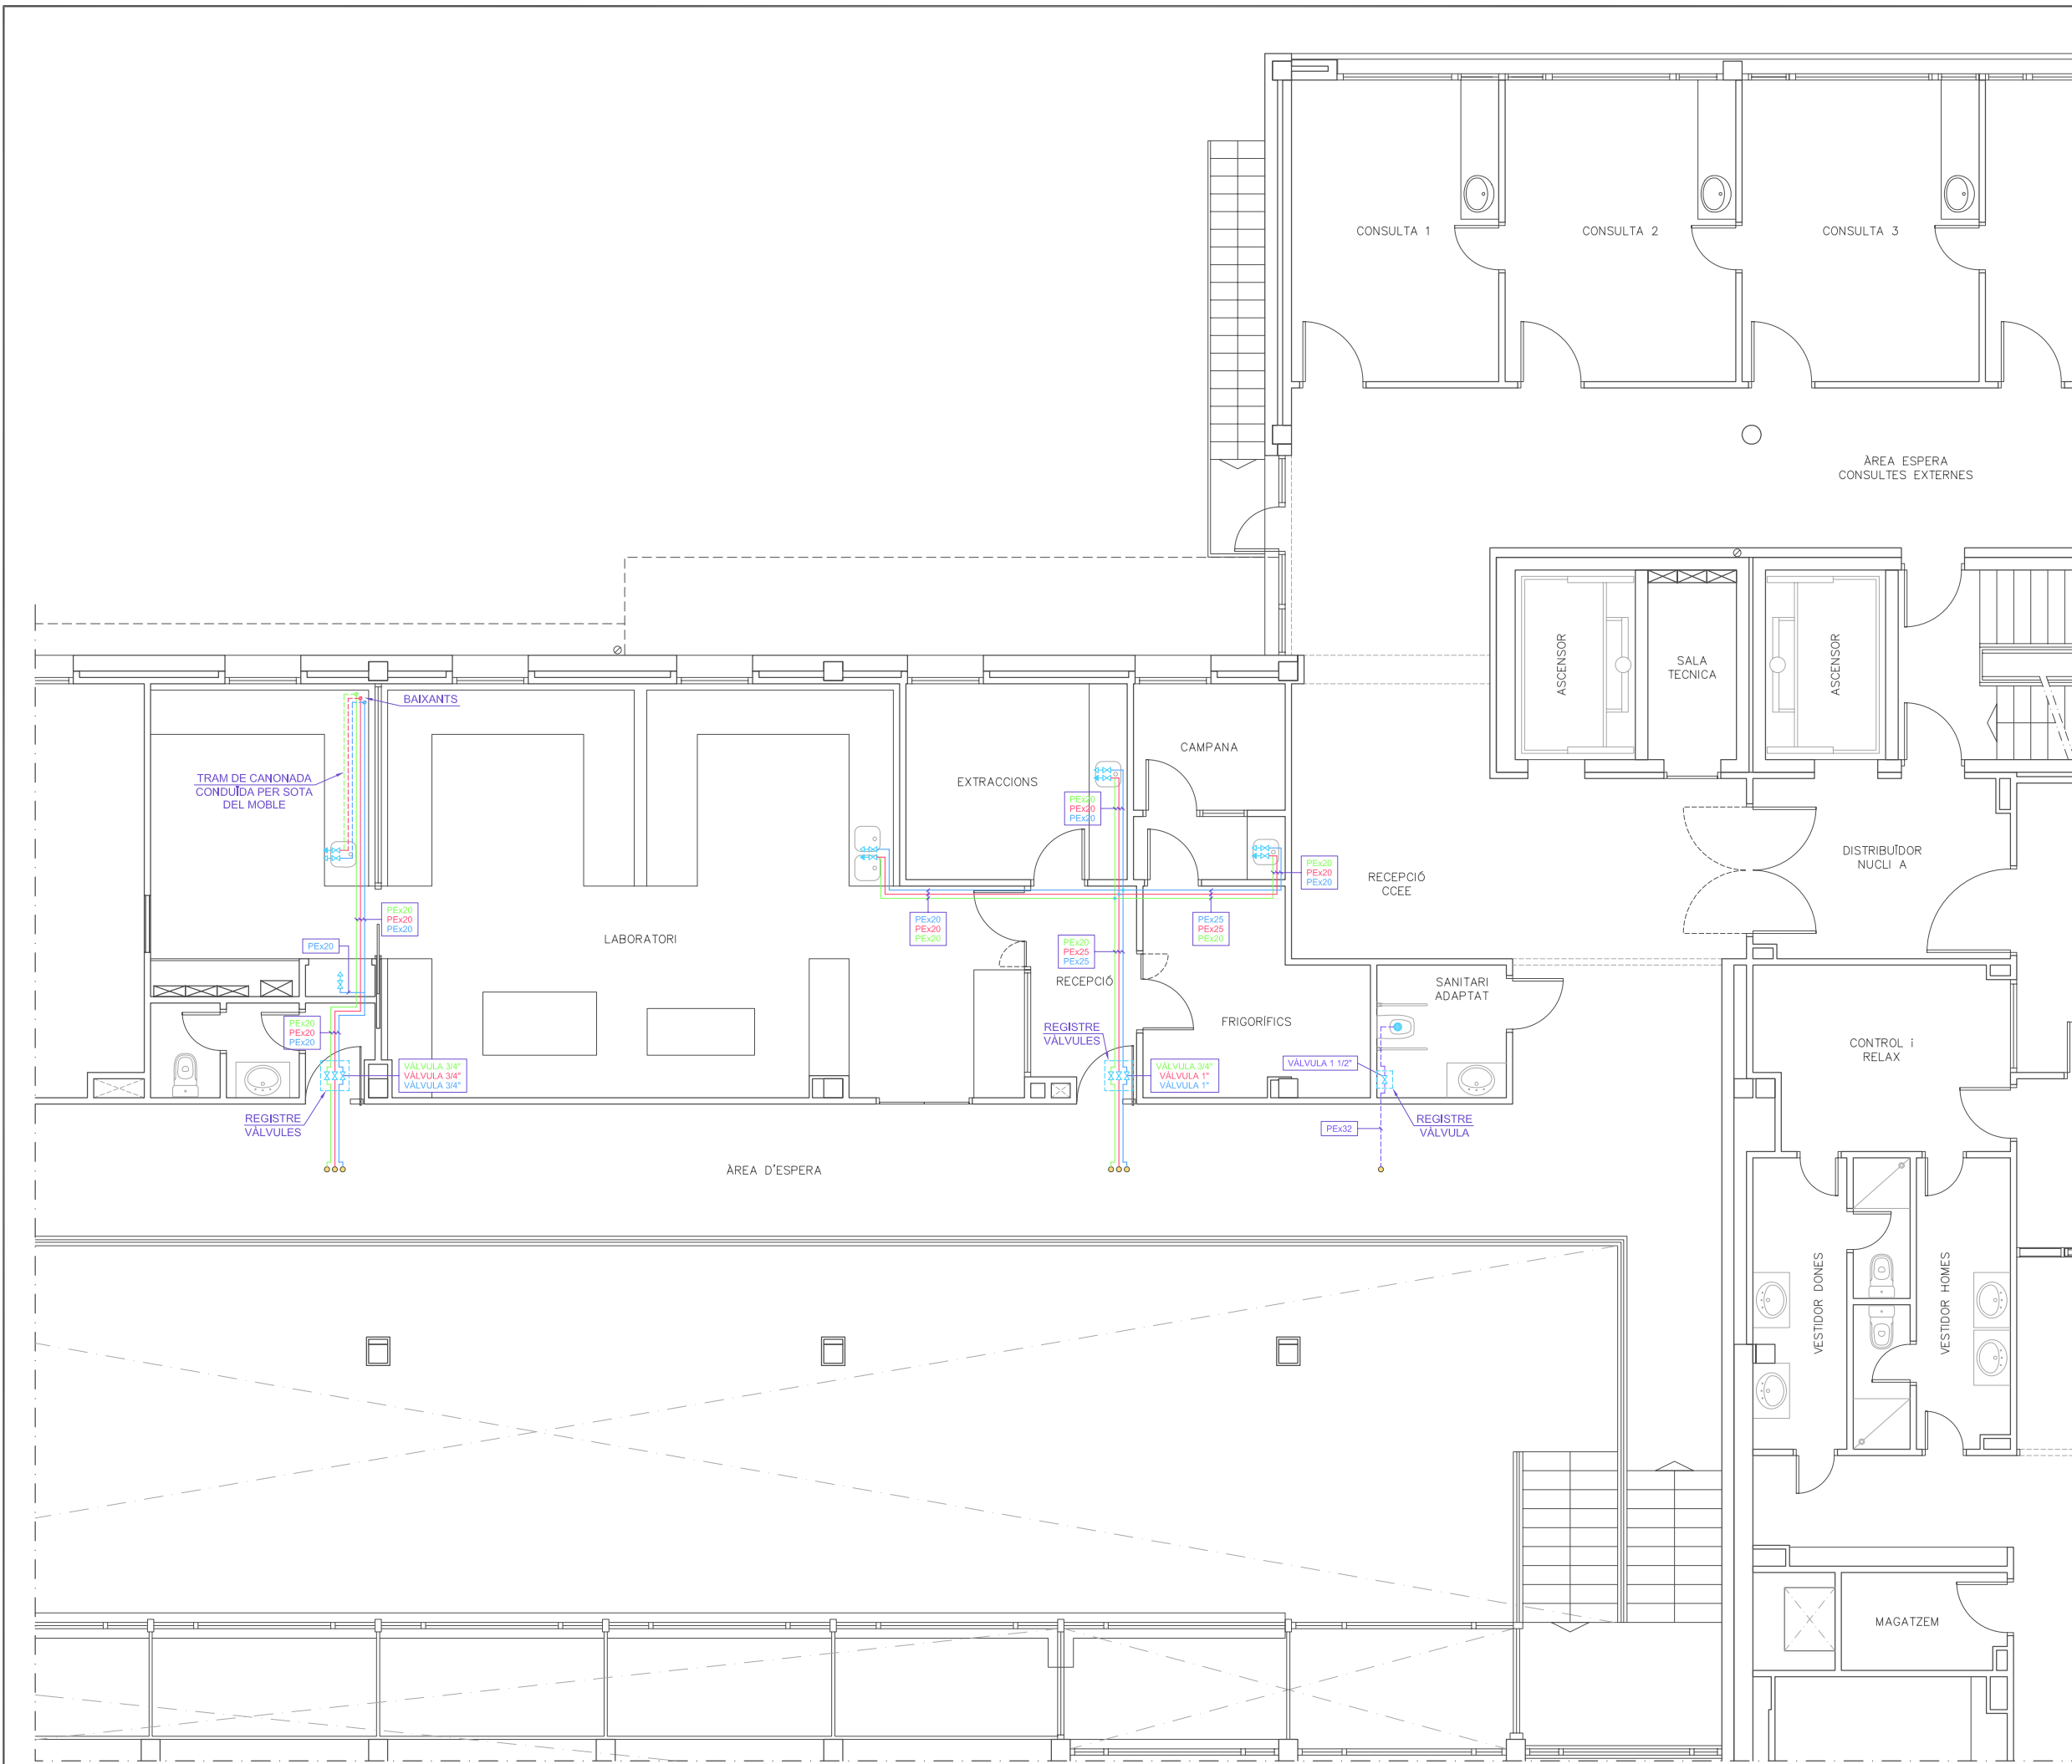 CONSULTA 1
CONSULTA 2
CONSULTA 3
ÀREA ESPERA
CONSULTES EXTERNES
ASCENSOR
SALA
TECNICA
ASCENSOR
BAIXANTS
TRAM DE CANONADA
CONDUÏDA PER SOTA
DEL MOBLE
EXTRACCIONS
CAMPANA
PEx20
PEx20
PEx20
DISTRIBUÏDOR
NUCLI A
PEx20
PEx20
PEx20
RECEPCIÓ
CCEE
PEx20
PEx20
PEx20
PEx20
PEx20
PEx20
PEx25
PEx25
PEx20
PEx20
LABORATORI
PEx20
PEx25
PEx25
RECEPCIÓ
SANITARI
ADAPTAT
FRIGORÍFICS
PEx20
PEx20
PEx20
REGISTRE
VÀLVULES
CONTROL i
RELAX
VÀLVULA 3/4"
VÀLVULA 3/4"
VÀLVULA 3/4"
VÀLVULA 3/4"
VÀLVULA 1"
VÀLVULA 1"
VÀLVULA 1 1/2"
REGISTRE
VÀLVULES
REGISTRE
VÀLVULA
PEx32
ÀREA D'ESPERA
VESTIDOR DONES
VESTIDOR HOMES
MAGATZEM